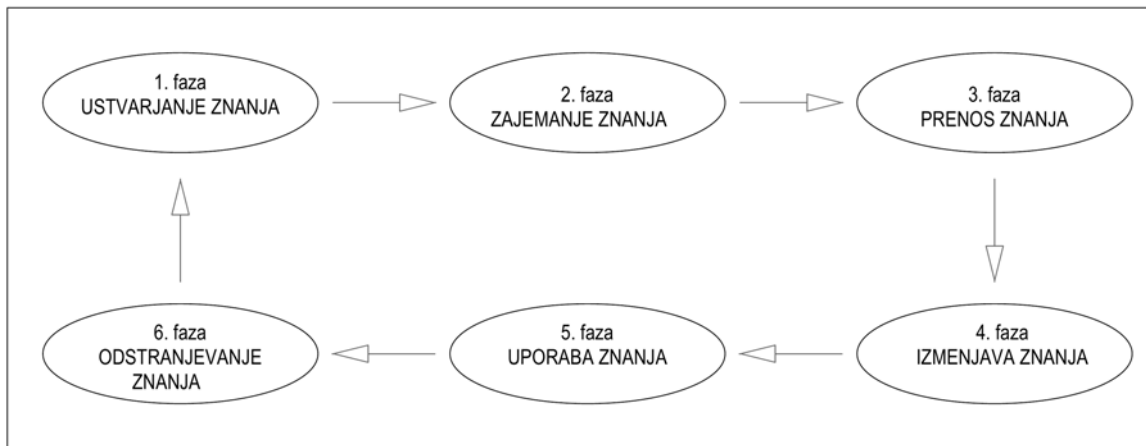 1. faza
USTVARJANJE ZNANJA
2. faza
ZAJEMANJE ZNANJA
3. faza
PRENOS ZNANJA
4. faza
IZMENJAVA ZNANJA
5. faza
UPORABA ZNANJA
6. faza
ODSTRANJEVANJE
ZNANJA